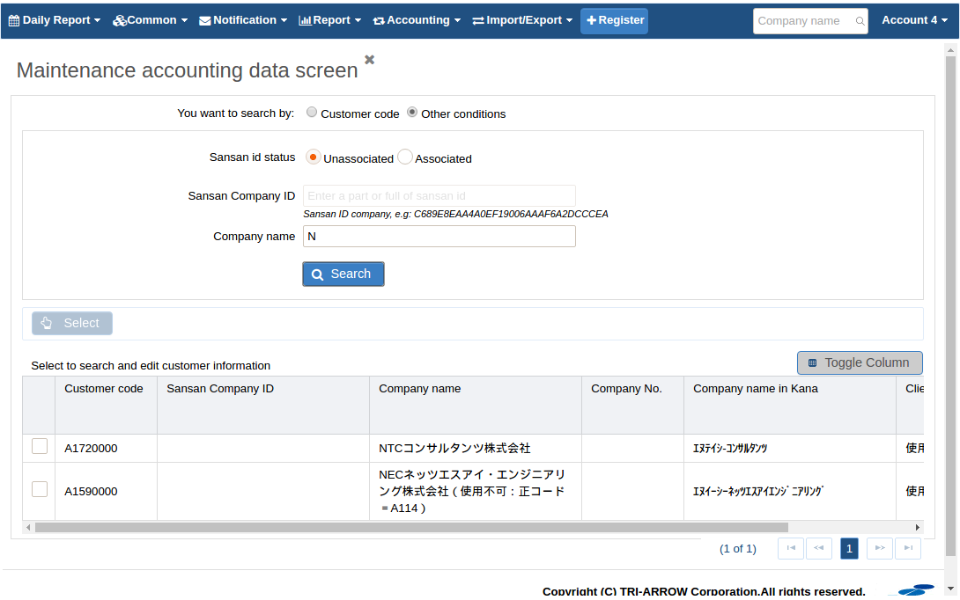 Daily Report Common Notification Report Accounting Import/Export Register Company name Account 4
Maintenance accounting data screen
You want to search by: Customer code Other conditions
Sansan id status Unassociated Associated
Sansan Company ID Enter a part or full of sansan id
Sansan ID company, e.g: C689E8EAA4A0EF19006AAAF6A2DCCCEA
Company name N
Search
Select
Select to search and edit customer information Toggle Column
Customer code Sansan Company ID Company name Company No. Company name in Kana Clie
A1720000 NTCコンサルタンツ株式会社 ｴﾇﾃｲｼ-ｺﾝｻﾙﾀﾝﾂ 使用
NECネッツエスアイ・エンジニアリ
A1590000 ング株式会社(使用不可：正コード ｴﾇｲｰｼｰﾈｯﾂｴｽｱｲｴﾝｼﾞﾆｱﾘﾝｸﾞ 使用
=A114)
(1 of 1) 1
Copyright (C) TRI-ARROW Corporation.All rights reserved.